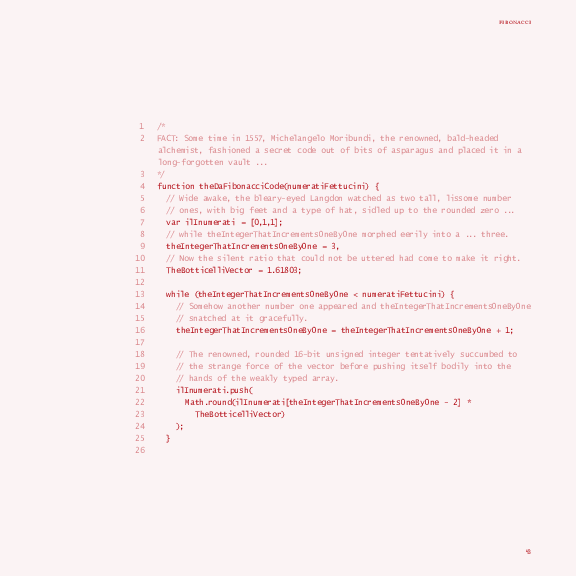 FIBONACCI
1 /*
2 FACT: Some time in 1557, Michelangelo Moribundi, the renowned, bald-headed
alchemist, fashioned a secret code out of bits of asparagus and placed it in a
long-forgotten vault ...
3 */
4 function theDaFibonacciCode(numeratiFettucini) {
5 // Wide awake, the bleary-eyed Langdon watched as two tall, lissome number
6 // ones, with big feet and a type of hat, sidled up to the rounded zero ...
7 var ilInumerati = [0,1,1];
8 // while theIntegerThatIncrementsOneByOne morphed eerily into a ... three.
9 theIntegerThatIncrementsOneByOne = 3,
10 // Now the silent ratio that could not be uttered had come to make it right.
11 TheBotticelliVector = 1.61803;
12
13 while (theIntegerThatIncrementsOneByOne < numeratiFettucini) {
14 // Somehow another number one appeared and theIntegerThatIncrementsOneByOne
15 // snatched at it gracefully.
16 theIntegerThatIncrementsOneByOne = theIntegerThatIncrementsOneByOne + 1;
17
18 // The renowned, rounded 16-bit unsigned integer tentatively succumbed to
19 // the strange force of the vector before pushing itself bodily into the
20 // hands of the weakly typed array.
21 ilInumerati.push(
22 Math.round(ilInumerati[theIntegerThatIncrementsOneByOne - 2] *
23 TheBotticelliVector)
24 );
25 }
26